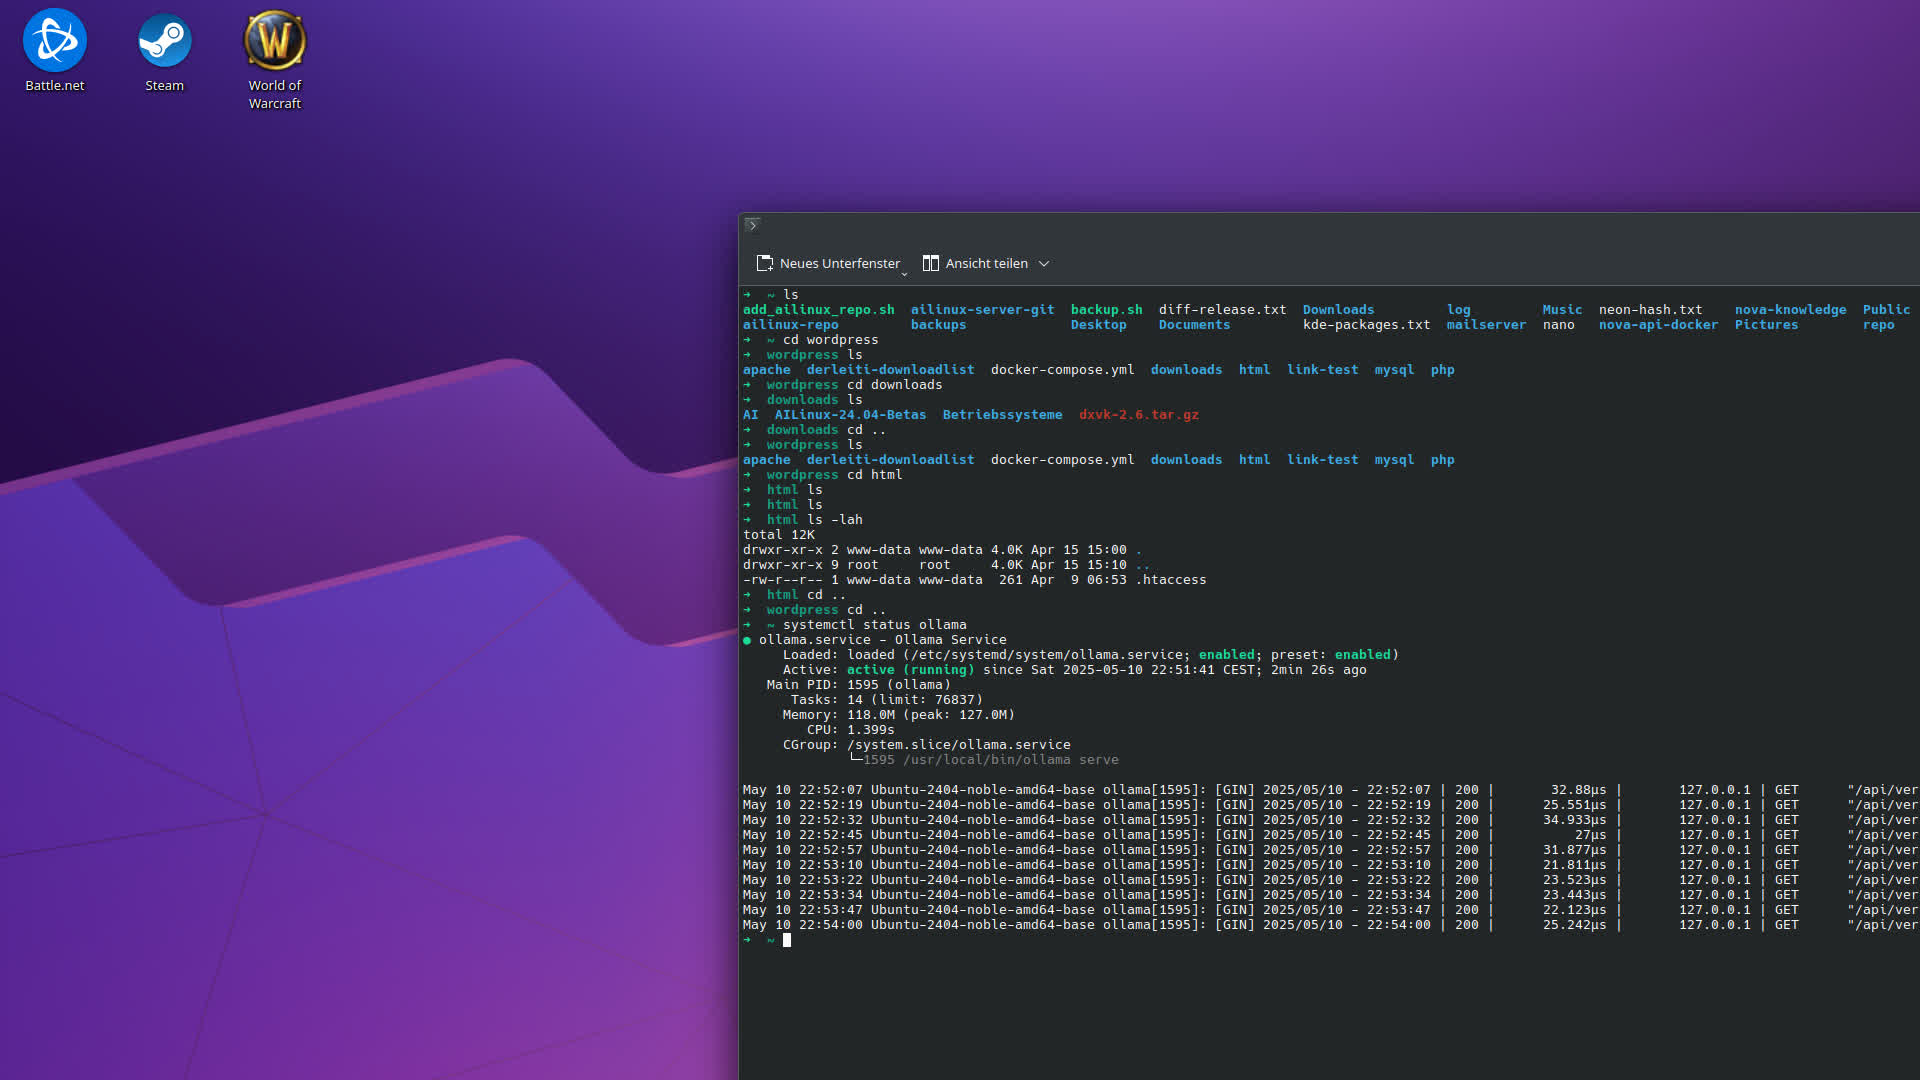 Battle.net
Steam
World of
Warcraft
Neues Unterfenster
Ansicht teilen
➜  ~ ls
add_ailinux_repo.sh  ailinux-server-git  backup.sh  diff-release.txt  Downloads  log  Music  neon-hash.txt  nova-knowledge  Public
ailinux-repo  backups  Desktop  Documents  kde-packages.txt  mailserver  nano  nova-api-docker  Pictures  repo
➜  ~ cd wordpress
➜  wordpress ls
apache  derleiti-downloadlist  docker-compose.yml  downloads  html  link-test  mysql  php
➜  wordpress cd downloads
➜  downloads ls
AI  AILinux-24.04-Betas  Betriebssysteme  dxvk-2.6.tar.gz
➜  downloads cd ..
➜  wordpress ls
apache  derleiti-downloadlist  docker-compose.yml  downloads  html  link-test  mysql  php
➜  wordpress cd html
➜  html ls
➜  html ls
➜  html ls -lah
total 12K
drwxr-xr-x 2 www-data www-data 4.0K Apr 15 15:00 .
drwxr-xr-x 9 root     root     4.0K Apr 15 15:10 ..
-rw-r--r-- 1 www-data www-data  261 Apr  9 06:53 .htaccess
➜  html cd ..
➜  wordpress cd ..
➜  ~ systemctl status ollama
● ollama.service - Ollama Service
Loaded: loaded (/etc/systemd/system/ollama.service; enabled; preset: enabled)
Active: active (running) since Sat 2025-05-10 22:51:41 CEST; 2min 26s ago
Main PID: 1595 (ollama)
Tasks: 14 (limit: 76837)
Memory: 118.0M (peak: 127.0M)
CPU: 1.399s
CGroup: /system.slice/ollama.service
└─1595 /usr/local/bin/ollama serve
May 10 22:52:07 Ubuntu-2404-noble-amd64-base ollama[1595]: [GIN] 2025/05/10 - 22:52:07 | 200 | 32.88µs | 127.0.0.1 | GET "/api/ver
May 10 22:52:19 Ubuntu-2404-noble-amd64-base ollama[1595]: [GIN] 2025/05/10 - 22:52:19 | 200 | 25.551µs | 127.0.0.1 | GET "/api/ver
May 10 22:52:32 Ubuntu-2404-noble-amd64-base ollama[1595]: [GIN] 2025/05/10 - 22:52:32 | 200 | 34.933µs | 127.0.0.1 | GET "/api/ver
May 10 22:52:45 Ubuntu-2404-noble-amd64-base ollama[1595]: [GIN] 2025/05/10 - 22:52:45 | 200 | 27µs | 127.0.0.1 | GET "/api/ver
May 10 22:52:57 Ubuntu-2404-noble-amd64-base ollama[1595]: [GIN] 2025/05/10 - 22:52:57 | 200 | 31.877µs | 127.0.0.1 | GET "/api/ver
May 10 22:53:10 Ubuntu-2404-noble-amd64-base ollama[1595]: [GIN] 2025/05/10 - 22:53:10 | 200 | 21.811µs | 127.0.0.1 | GET "/api/ver
May 10 22:53:22 Ubuntu-2404-noble-amd64-base ollama[1595]: [GIN] 2025/05/10 - 22:53:22 | 200 | 23.523µs | 127.0.0.1 | GET "/api/ver
May 10 22:53:34 Ubuntu-2404-noble-amd64-base ollama[1595]: [GIN] 2025/05/10 - 22:53:34 | 200 | 23.443µs | 127.0.0.1 | GET "/api/ver
May 10 22:53:47 Ubuntu-2404-noble-amd64-base ollama[1595]: [GIN] 2025/05/10 - 22:53:47 | 200 | 22.123µs | 127.0.0.1 | GET "/api/ver
May 10 22:54:00 Ubuntu-2404-noble-amd64-base ollama[1595]: [GIN] 2025/05/10 - 22:54:00 | 200 | 25.242µs | 127.0.0.1 | GET "/api/ver
➜  ~